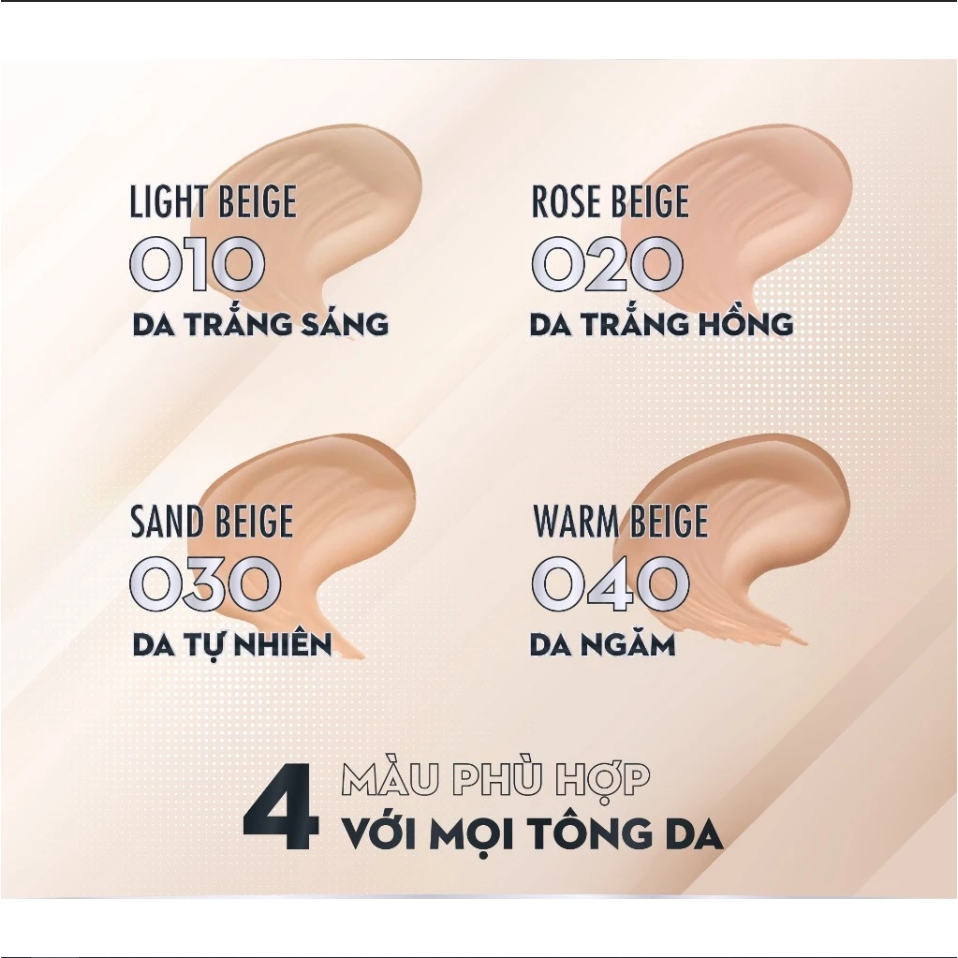 LIGHT BEIGE
010
DA TRẮNG SÁNG
ROSE BEIGE
020
DA TRẮNG HỒNG
SAND BEIGE
030
DA TỰ NHIÊN
WARM BEIGE
040
DA NGĂM
4 MÀU PHÙ HỢP
VỚI MỌI TÔNG DA